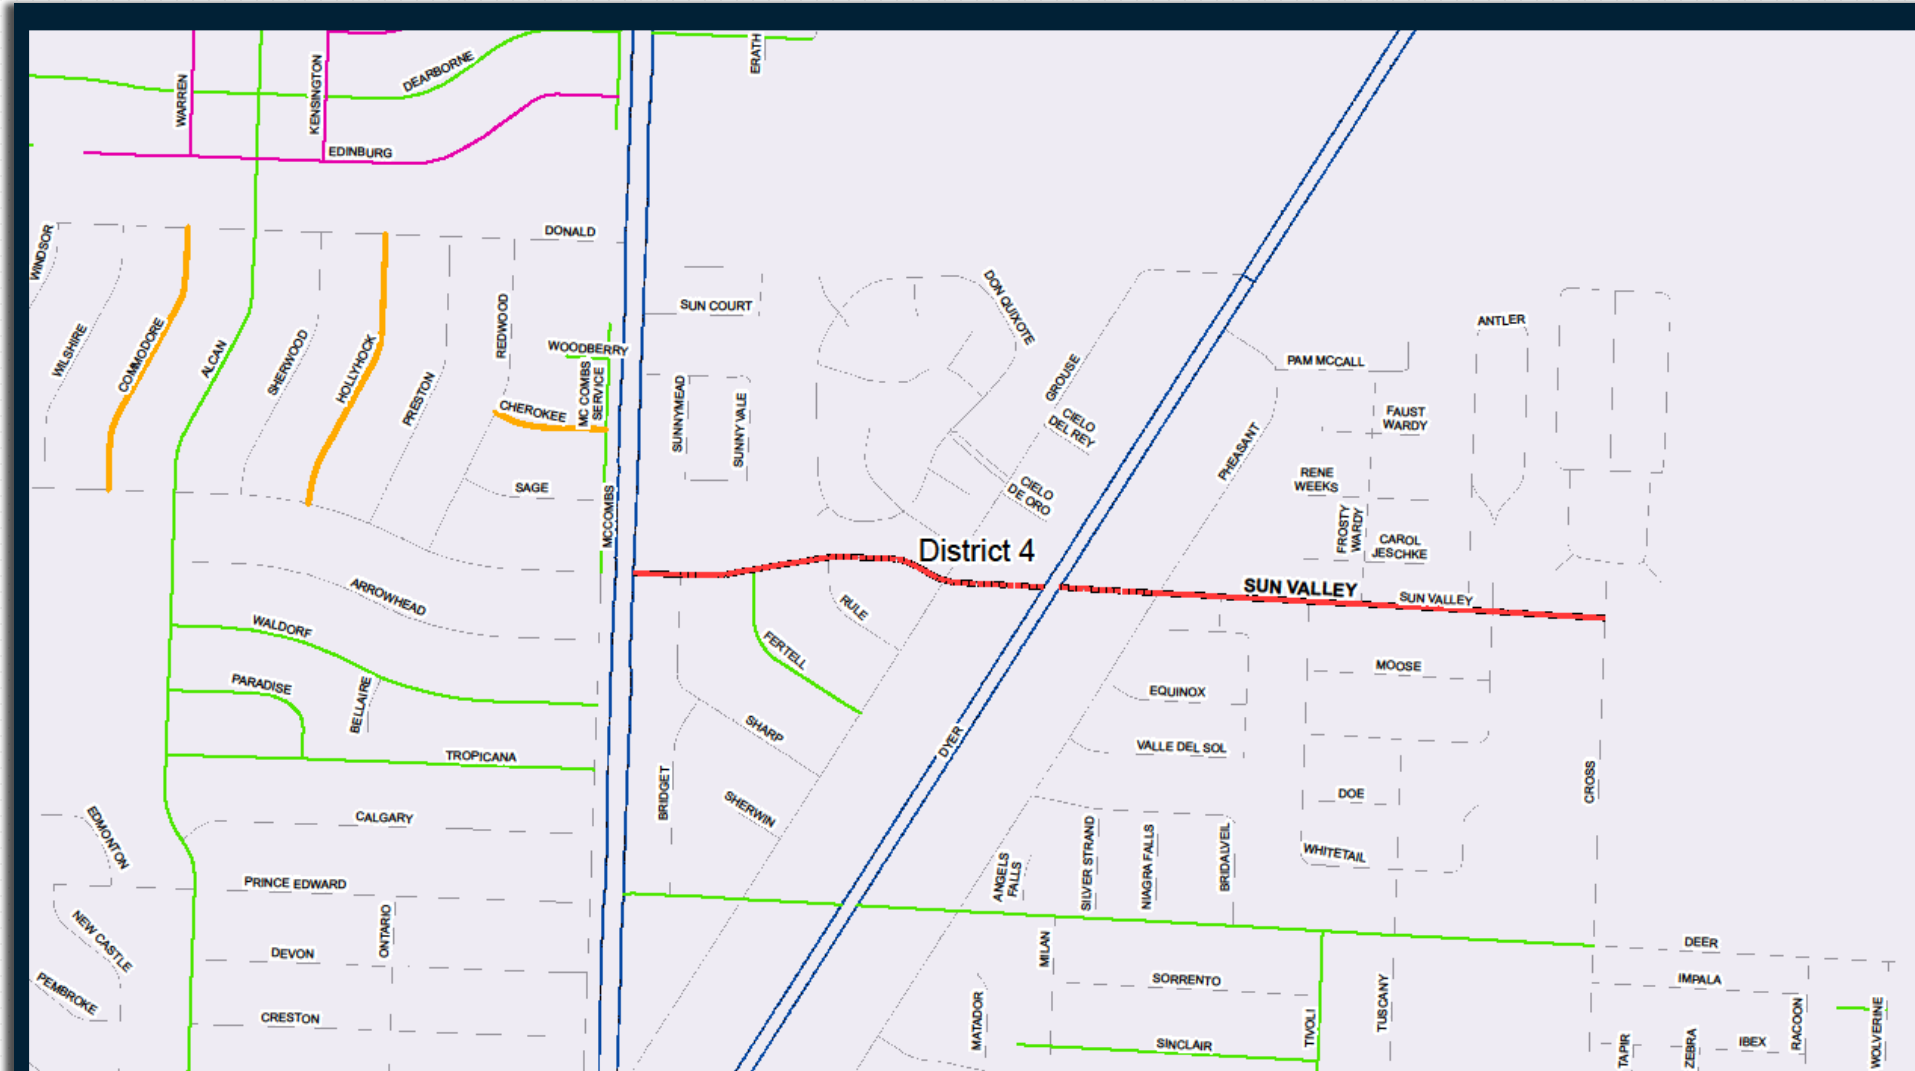 ERATH
WARREN
KENSINGTON
DEARBORNE
EDINBURG
WINDSOR
DONALD
WILSHIRE
COMMODORE
ALCAN
SHERWOOD
HOLLYHOCK
PRESTON
REDWOOD
WOODBERRY
MC COMBS
SERVICE
CHEROKEE
SAGE
MCCOMBS
SUN COURT
SUNNYMEAD
SUNNY VALE
DON QUIXOTE
GROUSE
CIELO
DEL REY
CIELO
DE ORO
PHEASANT
PAM MCCALL
ANTLER
FAUST
WARDY
RENE
WEEKS
FROSTY
WARDY
CAROL
JESCHKE
District 4
SUN VALLEY
SUN VALLEY
ARROWHEAD
WALDORF
PARADISE
BELLAIRE
TROPICANA
RULE
FERTELL
SHARP
BRIDGET
SHERWIN
DYER
EQUINOX
VALLE DEL SOL
MOOSE
DOE
WHITETAIL
CROSS
EDMONTON
CALGARY
PRINCE EDWARD
NEW CASTLE
ONTARIO
DEVON
PEMBROKE
CRESTON
ANGELS
FALLS
SILVER STRAND
NIAGRA FALLS
BRIDALVEIL
MILAN
SORRENTO
MATADOR
SINCLAIR
TIVOLI
TUSCANY
DEER
IMPALA
TAPIR
ZEBRA
IBEX
RACOON
WOLVERINE